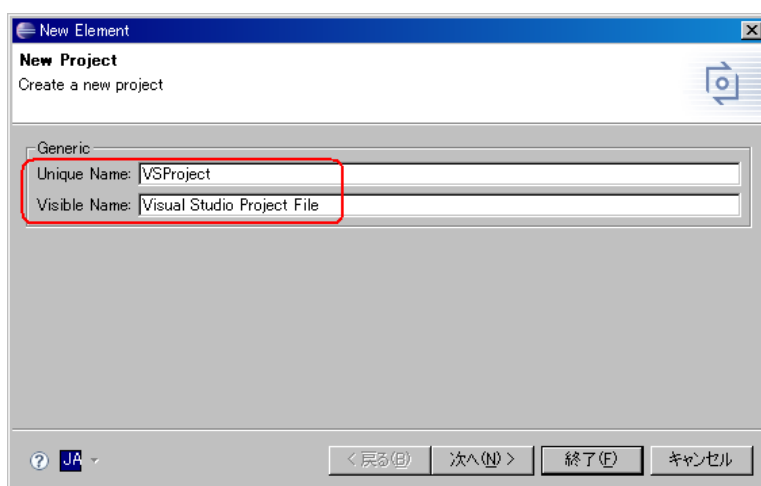 New Element
New Project
Create a new project
Generic
Unique Name: VSProject
Visible Name: Visual Studio Project File
? JA < 戻る(B) 次へ(N) > 終了(F) キャンセル